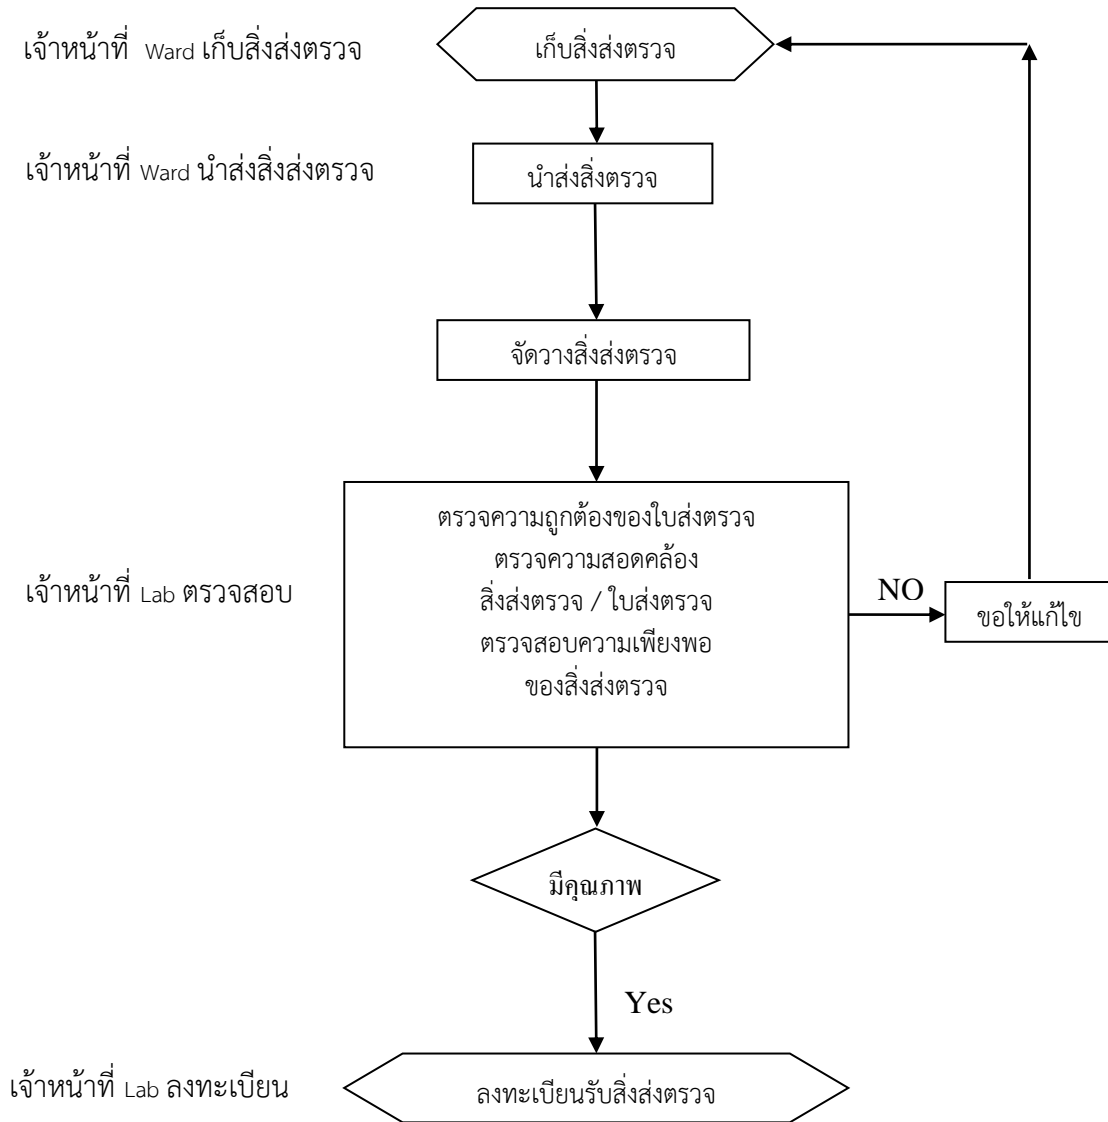 เจ้าหน้าที่ Ward เก็บสิ่งส่งตรวจ
เก็บสิ่งส่งตรวจ
เจ้าหน้าที่ Ward นำส่งสิ่งส่งตรวจ
นำส่งสิ่งตรวจ
จัดวางสิ่งส่งตรวจ
ตรวจความถูกต้องของใบส่งตรวจ
ตรวจความสอดคล้อง
สิ่งส่งตรวจ / ใบส่งตรวจ
ตรวจสอบความเพียงพอ
ของสิ่งส่งตรวจ
เจ้าหน้าที่ Lab ตรวจสอบ
NO
ขอให้แก้ไข
มีคุณภาพ
Yes
เจ้าหน้าที่ Lab ลงทะเบียน
ลงทะเบียนรับสิ่งส่งตรวจ